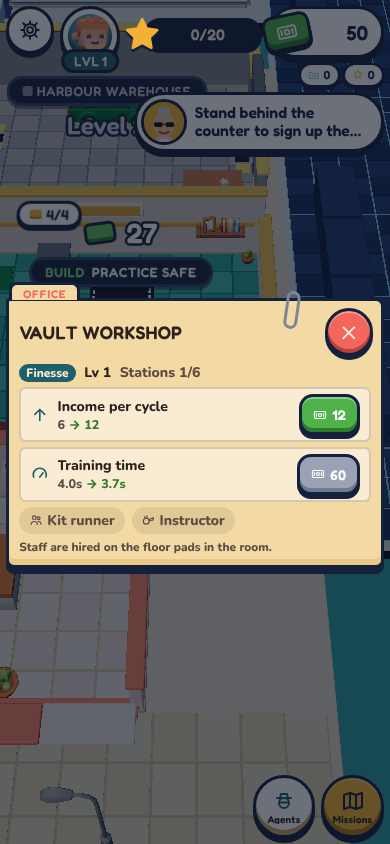 0/20
50
LVL 1
HARBOUR WAREHOUSE
0
0
Level
Stand behind the
counter to sign up the...
4/4
27
BUILD PRACTICE SAFE
OFFICE
VAULT WORKSHOP
Finesse Lv 1 Stations 1/6
Income per cycle
6 → 12
12
Training time
4.0s → 3.7s
60
Kit runner
Instructor
Staff are hired on the floor pads in the room.
Agents
Missions